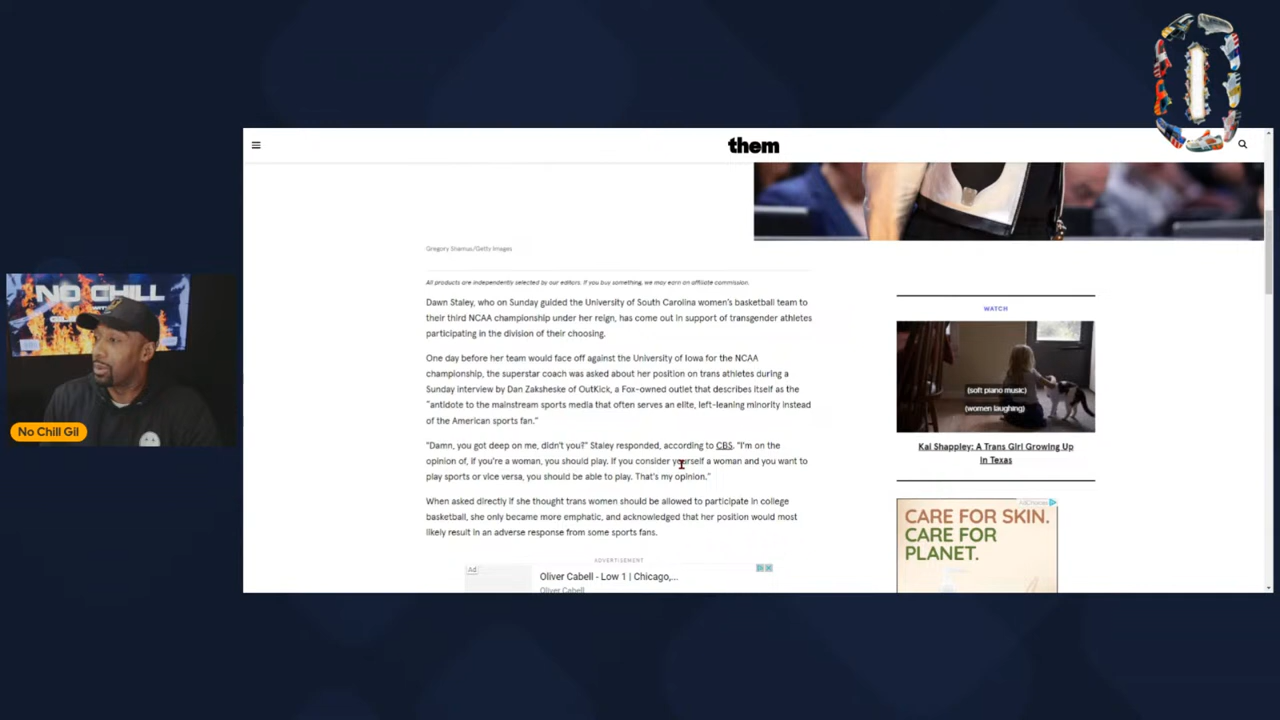 them
Gregory Shamus/Getty Images
All products are independently selected by our editors. If you buy something, we may earn an affiliate commission.
Dawn Staley, who on Sunday guided the University of South Carolina women's basketball team to
their third NCAA championship under her reign, has come out in support of transgender athletes
participating in the division of their choosing.
One day before her team would face off against the University of Iowa for the NCAA
championship, the superstar coach was asked about her position on trans athletes during a
Sunday interview by Dan Zaksheske of OutKick, a Fox-owned outlet that describes itself as the
"antidote to the mainstream sports media that often serves an elite, left-leaning minority instead
of the American sports fan."
"Damn, you got deep on me, didn't you?" Staley responded, according to CBS. "I'm on the
opinion of, if you're a woman, you should play. If you consider yourself a woman and you want to
play sports or vice versa, you should be able to play. That's my opinion."
When asked directly if she thought trans women should be allowed to participate in college
basketball, she only became more emphatic, and acknowledged that her position would most
likely result in an adverse response from some sports fans.
ADVERTISEMENT
Ad
Oliver Cabell - Low 1 | Chicago,...
Oliver Cabell
WATCH
(soft piano music)
(women laughing)
Kai Shappley: A Trans Girl Growing Up
in Texas
AdChoices
CARE FOR SKIN.
CARE FOR
PLANET.
NO CHILL
No Chill Gil